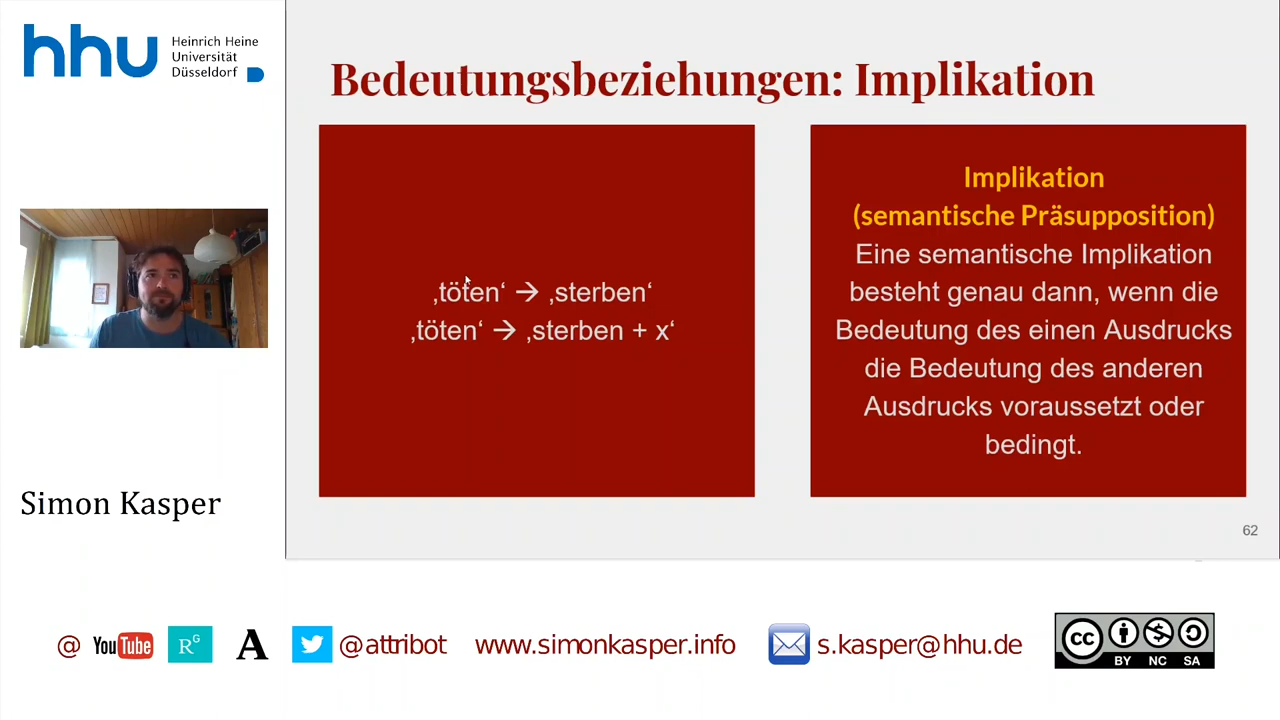 hhu
Heinrich Heine
Universität
Düsseldorf
Bedeutungsbeziehungen: Implikation
‚töten‘ → ‚sterben‘
‚töten‘ → ‚sterben + x‘
Implikation
(semantische Präsupposition)
Eine semantische Implikation
besteht genau dann, wenn die
Bedeutung des einen Ausdrucks
die Bedeutung des anderen
Ausdrucks voraussetzt oder
bedingt.
Simon Kasper
62
@ YouTube RG A @attribot www.simonkasper.info s.kasper@hhu.de
cc
BY NC SA